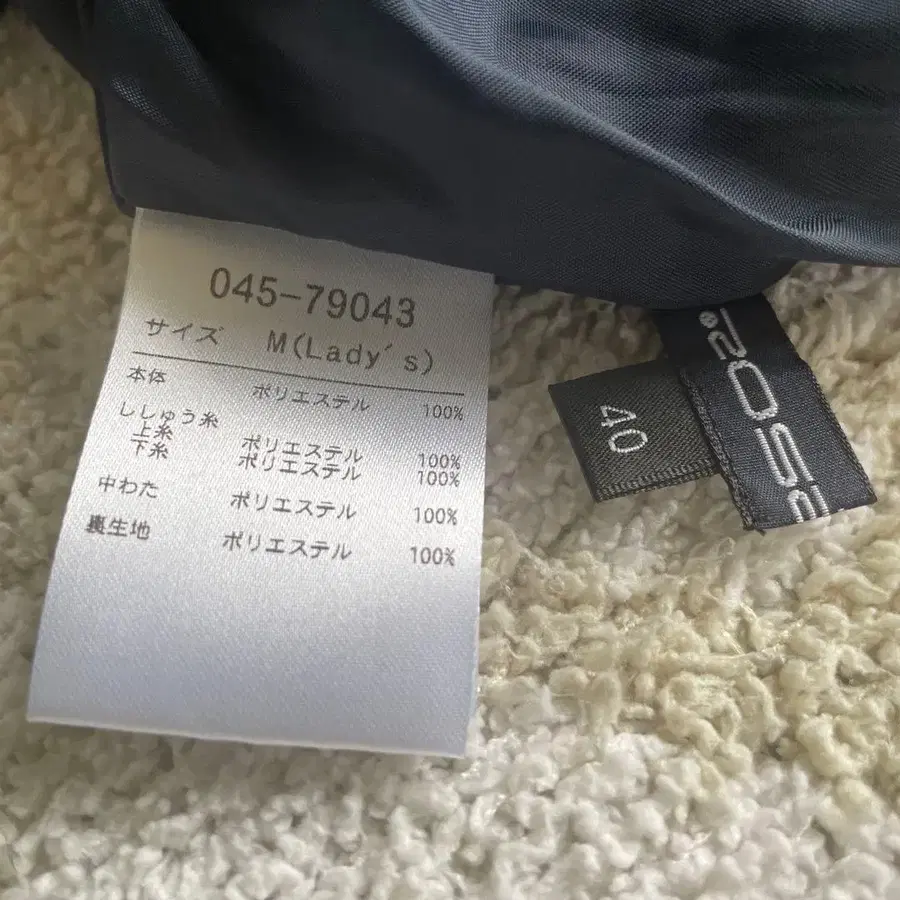 045-79043
サイズ M(Lady's)
本体 ポリエステル 100%
ししゅう糸
上糸 ポリエステル 100%
下糸 ポリエステル 100%
中わた ポリエステル 100%
裏生地 ポリエステル 100%
40